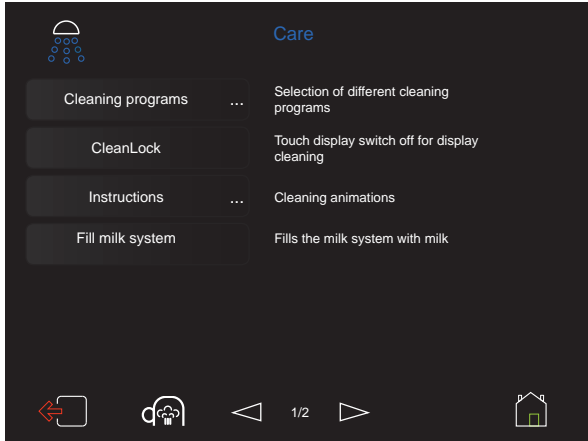 Care
Cleaning programs ...
Selection of different cleaning
programs
CleanLock
Touch display switch off for display
cleaning
Instructions ...
Cleaning animations
Fill milk system
Fills the milk system with milk
1/2